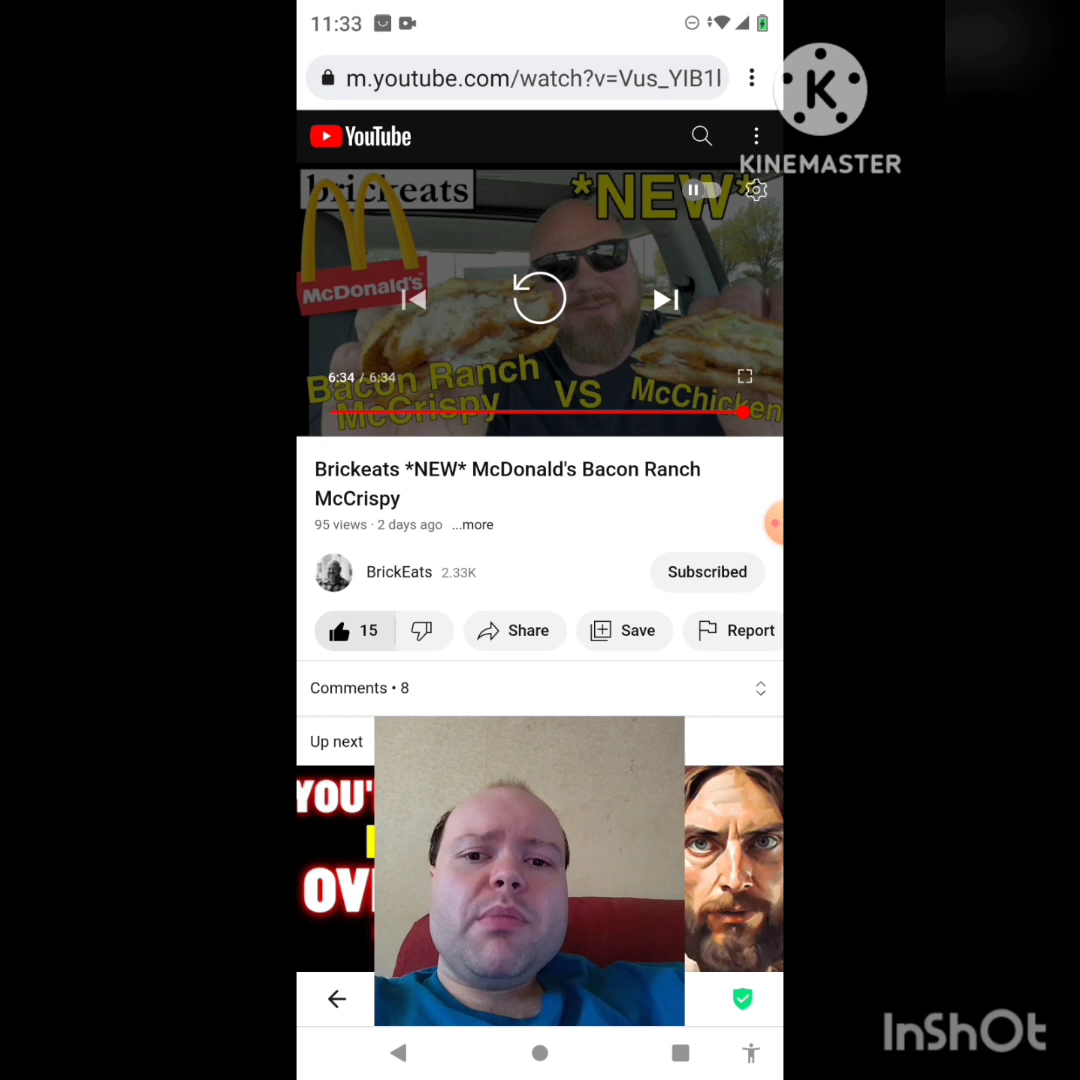 11:33
m.youtube.com/watch?v=Vus_YIB1
K
KINEMASTER
YouTube
brickeats
*NEW*
McDonald's
6:34 / 6:34
Bacon Ranch
McCrispy
VS
McChicken
Brickeats *NEW* McDonald's Bacon Ranch
McCrispy
95 views · 2 days ago ...more
BrickEats 2.33K
Subscribed
15
Share
Save
Report
Comments • 8
Up next
YOU'
OV
InShOt